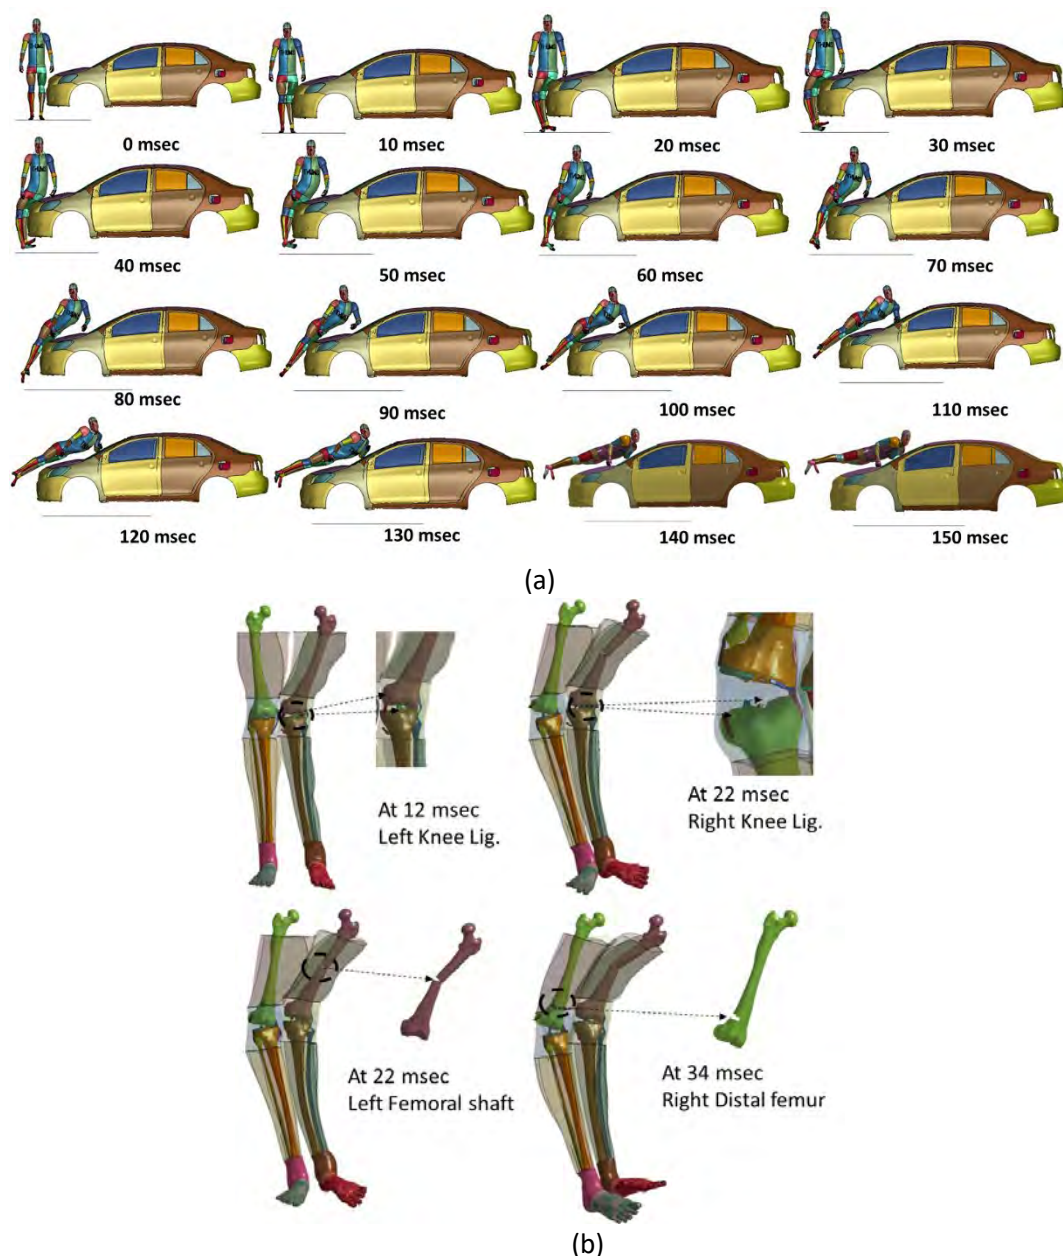 0 msec
10 msec
20 msec
30 msec
40 msec
50 msec
60 msec
70 msec
80 msec
90 msec
100 msec
110 msec
120 msec
130 msec
140 msec
150 msec
(a)
At 12 msec
Left Knee Lig.
At 22 msec
Right Knee Lig.
At 22 msec
Left Femoral shaft
At 34 msec
Right Distal femur
(b)